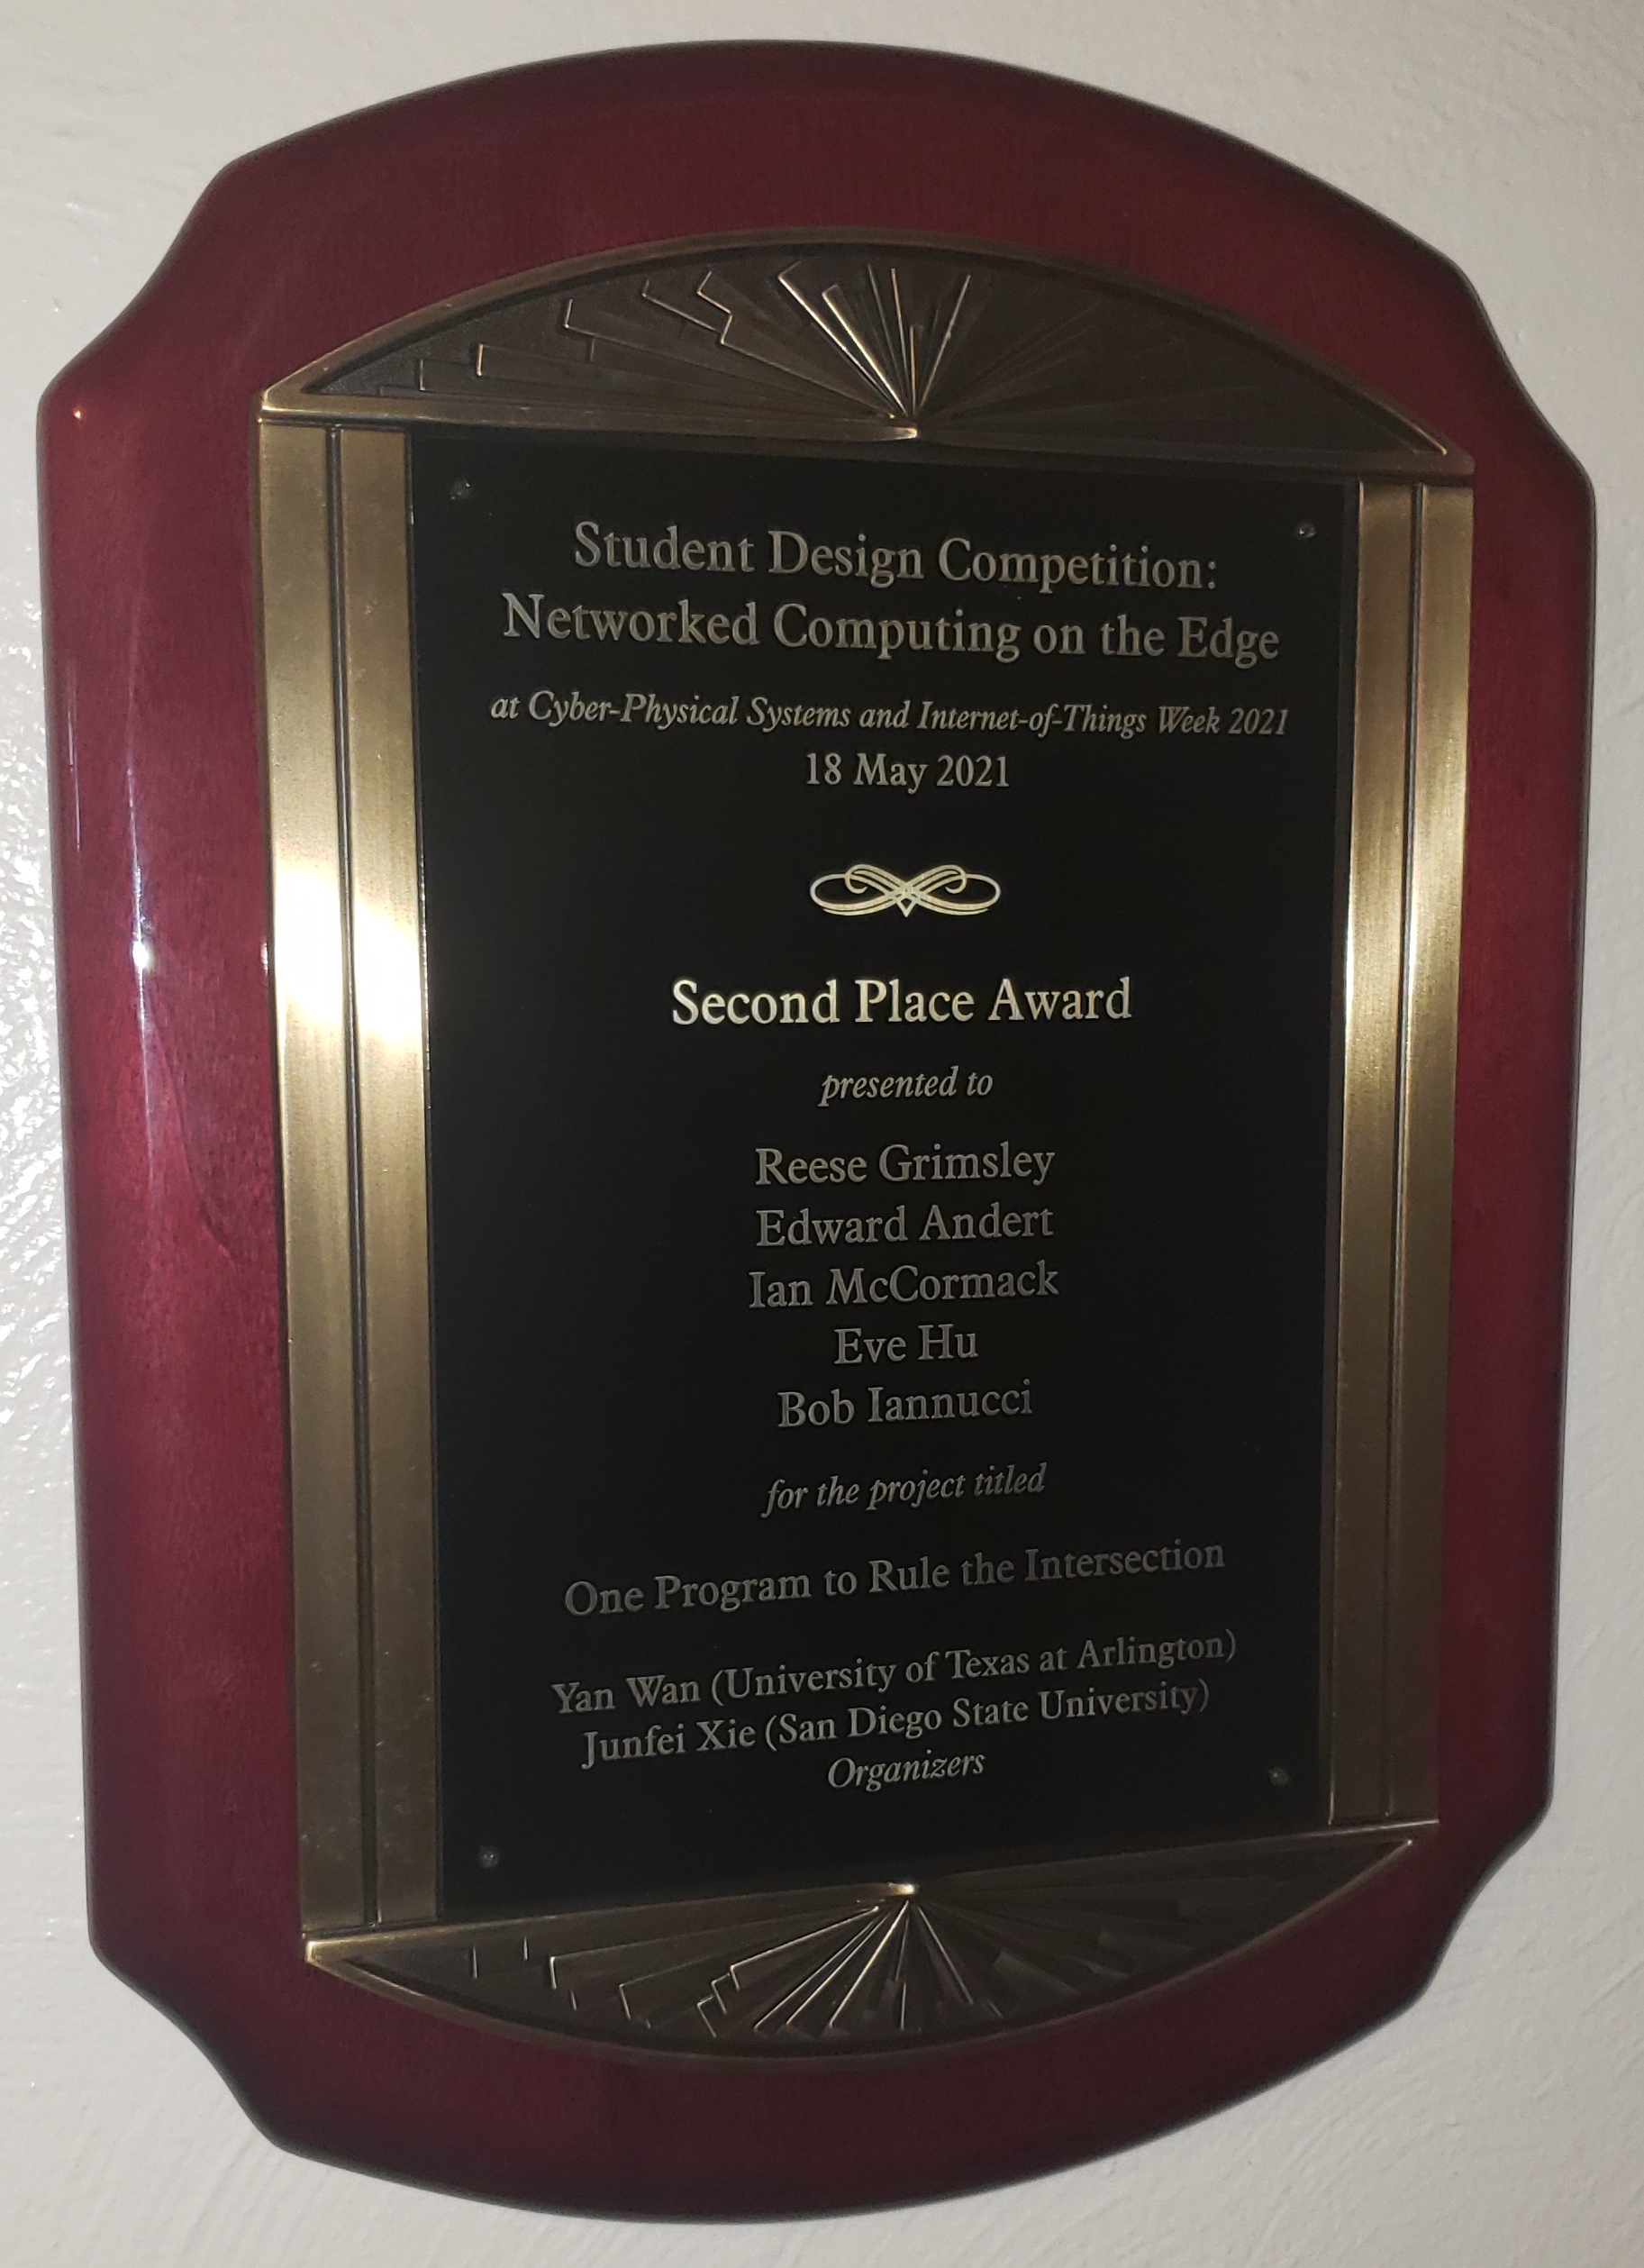 Student Design Competition:
Networked Computing on the Edge
at Cyber-Physical Systems and Internet-of-Things Week 2021
18 May 2021
Second Place Award
presented to
Reese Grimsley
Edward Andert
Ian McCormack
Eve Hu
Bob Iannucci
for the project titled
One Program to Rule the Intersection
Yan Wan (University of Texas at Arlington)
Junfei Xie (San Diego State University)
Organizers